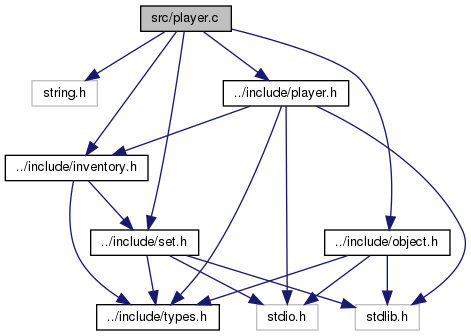 src/player.c
string.h
../include/player.h
../include/inventory.h
../include/set.h
../include/object.h
../include/types.h
stdio.h
stdlib.h